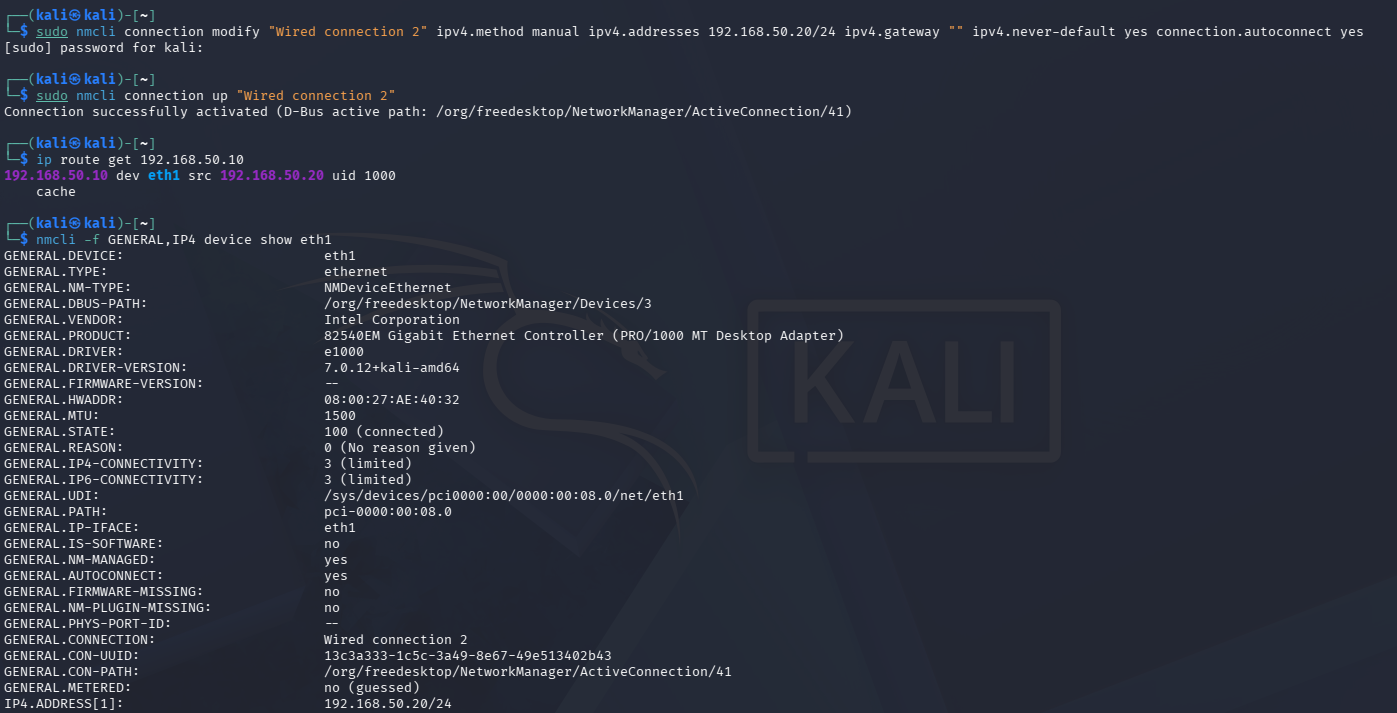 ┌──(kali㉿kali)-[~]
└─$ sudo nmcli connection modify "Wired connection 2" ipv4.method manual ipv4.addresses 192.168.50.20/24 ipv4.gateway "" ipv4.never-default yes connection.autoconnect yes
[sudo] password for kali:
┌──(kali㉿kali)-[~]
└─$ sudo nmcli connection up "Wired connection 2"
Connection successfully activated (D-Bus active path: /org/freedesktop/NetworkManager/ActiveConnection/41)
┌──(kali㉿kali)-[~]
└─$ ip route get 192.168.50.10
192.168.50.10 dev eth1 src 192.168.50.20 uid 1000
    cache
┌──(kali㉿kali)-[~]
└─$ nmcli -f GENERAL,IP4 device show eth1
GENERAL.DEVICE: eth1
GENERAL.TYPE: ethernet
GENERAL.NM-TYPE: NMDeviceEthernet
GENERAL.DBUS-PATH: /org/freedesktop/NetworkManager/Devices/3
GENERAL.VENDOR: Intel Corporation
GENERAL.PRODUCT: 82540EM Gigabit Ethernet Controller (PRO/1000 MT Desktop Adapter)
GENERAL.DRIVER: e1000
GENERAL.DRIVER-VERSION: 7.0.12+kali-amd64
GENERAL.FIRMWARE-VERSION: --
GENERAL.HWADDR: 08:00:27:AE:40:32
GENERAL.MTU: 1500
GENERAL.STATE: 100 (connected)
GENERAL.REASON: 0 (No reason given)
GENERAL.IP4-CONNECTIVITY: 3 (limited)
GENERAL.IP6-CONNECTIVITY: 3 (limited)
GENERAL.UDI: /sys/devices/pci0000:00/0000:00:08.0/net/eth1
GENERAL.PATH: pci-0000:00:08.0
GENERAL.IP-IFACE: eth1
GENERAL.IS-SOFTWARE: no
GENERAL.NM-MANAGED: yes
GENERAL.AUTOCONNECT: yes
GENERAL.FIRMWARE-MISSING: no
GENERAL.NM-PLUGIN-MISSING: no
GENERAL.PHYS-PORT-ID: --
GENERAL.CONNECTION: Wired connection 2
GENERAL.CON-UUID: 13c3a333-1c5c-3a49-8e67-49e513402b43
GENERAL.CON-PATH: /org/freedesktop/NetworkManager/ActiveConnection/41
GENERAL.METERED: no (guessed)
IP4.ADDRESS[1]: 192.168.50.20/24
KALI